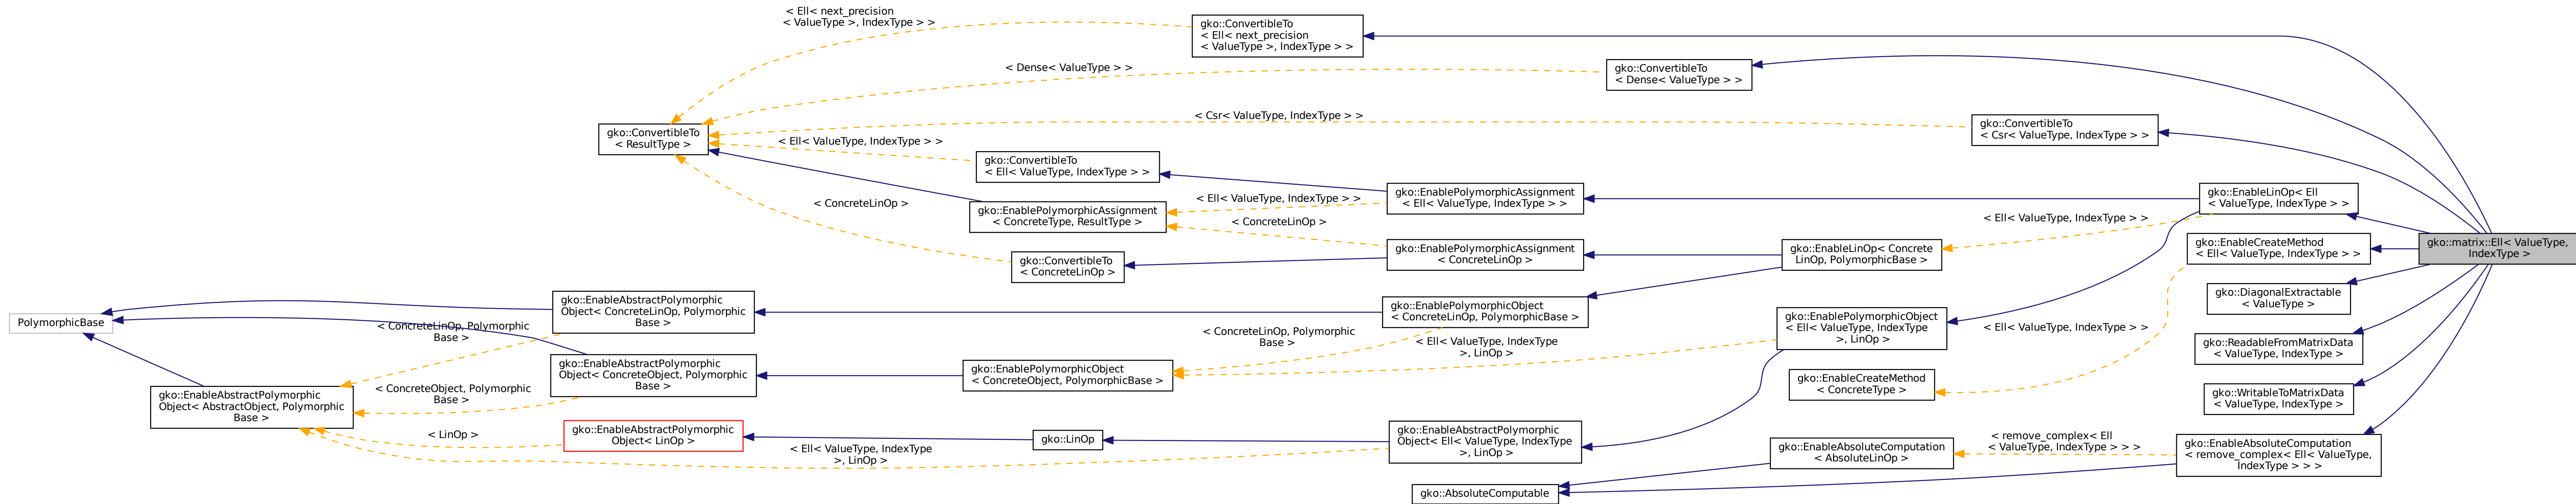 < Ell< next_precision
< ValueType >, IndexType > >
gko::ConvertibleTo
< Ell< next_precision
< ValueType >, IndexType > >
< Dense< ValueType > >
gko::ConvertibleTo
< Dense< ValueType > >
< Csr< ValueType, IndexType > >
gko::ConvertibleTo
< Csr< ValueType, IndexType > >
gko::ConvertibleTo
< ResultType >
< Ell< ValueType, IndexType > >
gko::ConvertibleTo
< Ell< ValueType, IndexType > >
gko::EnablePolymorphicAssignment
< Ell< ValueType, IndexType > >
gko::EnableLinOp< Ell
< ValueType, IndexType > >
< ConcreteLinOp >
gko::EnablePolymorphicAssignment
< ConcreteType, ResultType >
< Ell< ValueType, IndexType > >
< ConcreteLinOp >
< Ell< ValueType, IndexType > >
gko::EnablePolymorphicAssignment
< ConcreteLinOp >
gko::EnableLinOp< Concrete
LinOp, PolymorphicBase >
gko::EnableCreateMethod
< Ell< ValueType, IndexType > >
gko::matrix::Ell< ValueType,
IndexType >
gko::ConvertibleTo
< ConcreteLinOp >
gko::DiagonalExtractable
< ValueType >
gko::EnableAbstractPolymorphic
Object< ConcreteLinOp, Polymorphic
Base >
gko::EnablePolymorphicObject
< ConcreteLinOp, PolymorphicBase >
gko::EnablePolymorphicObject
< Ell< ValueType, IndexType
>, LinOp >
PolymorphicBase
< ConcreteLinOp, Polymorphic
Base >
< ConcreteLinOp, Polymorphic
Base >
< Ell< ValueType, IndexType
>, LinOp >
< Ell< ValueType, IndexType > >
gko::ReadableFromMatrixData
< ValueType, IndexType >
gko::EnableAbstractPolymorphic
Object< ConcreteObject, Polymorphic
Base >
gko::EnablePolymorphicObject
< ConcreteObject, PolymorphicBase >
gko::EnableCreateMethod
< ConcreteType >
gko::WritableToMatrixData
< ValueType, IndexType >
gko::EnableAbstractPolymorphic
Object< AbstractObject, Polymorphic
Base >
< ConcreteObject, Polymorphic
Base >
< LinOp >
gko::EnableAbstractPolymorphic
Object< LinOp >
gko::LinOp
< Ell< ValueType, IndexType
>, LinOp >
gko::EnableAbstractPolymorphic
Object< Ell< ValueType, IndexType
>, LinOp >
gko::EnableAbsoluteComputation
< AbsoluteLinOp >
< remove_complex< Ell
< ValueType, IndexType > > >
gko::EnableAbsoluteComputation
< remove_complex< Ell< ValueType,
IndexType > > >
gko::AbsoluteComputable